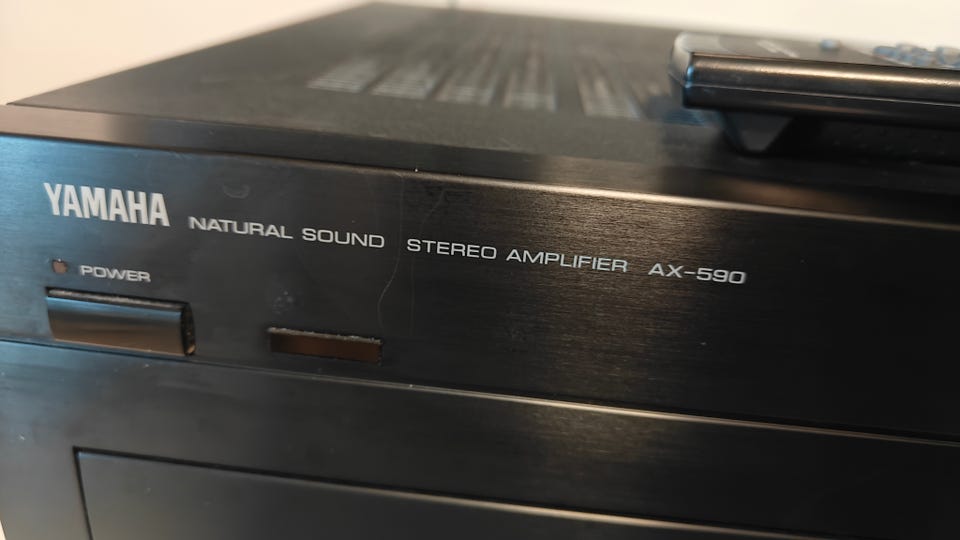 YAMAHA NATURAL SOUND STEREO AMPLIFIER AX-590
POWER